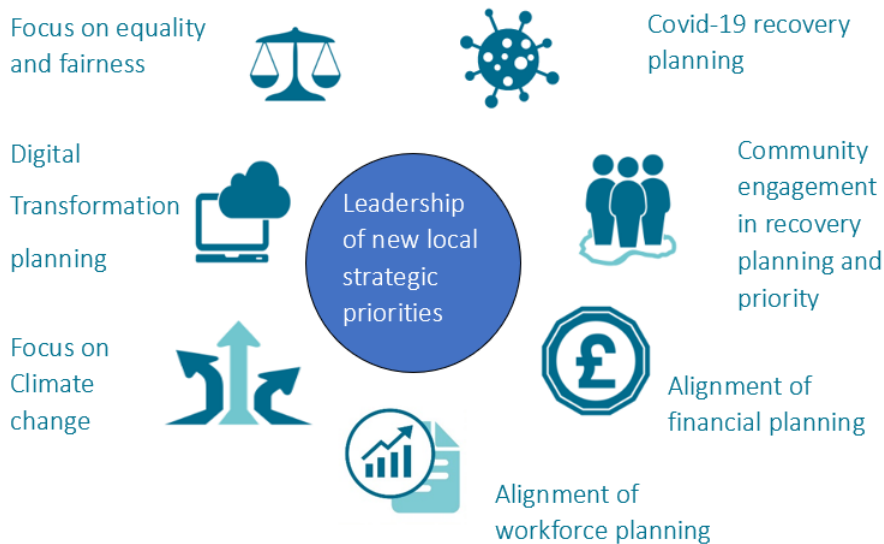 Focus on equality
and fairness
Covid-19 recovery
planning
Digital
Transformation
planning
Leadership
of new local
strategic
priorities
Community
engagement
in recovery
planning and
priority
Focus on
Climate
change
£
Alignment of
financial planning
Alignment of
workforce planning